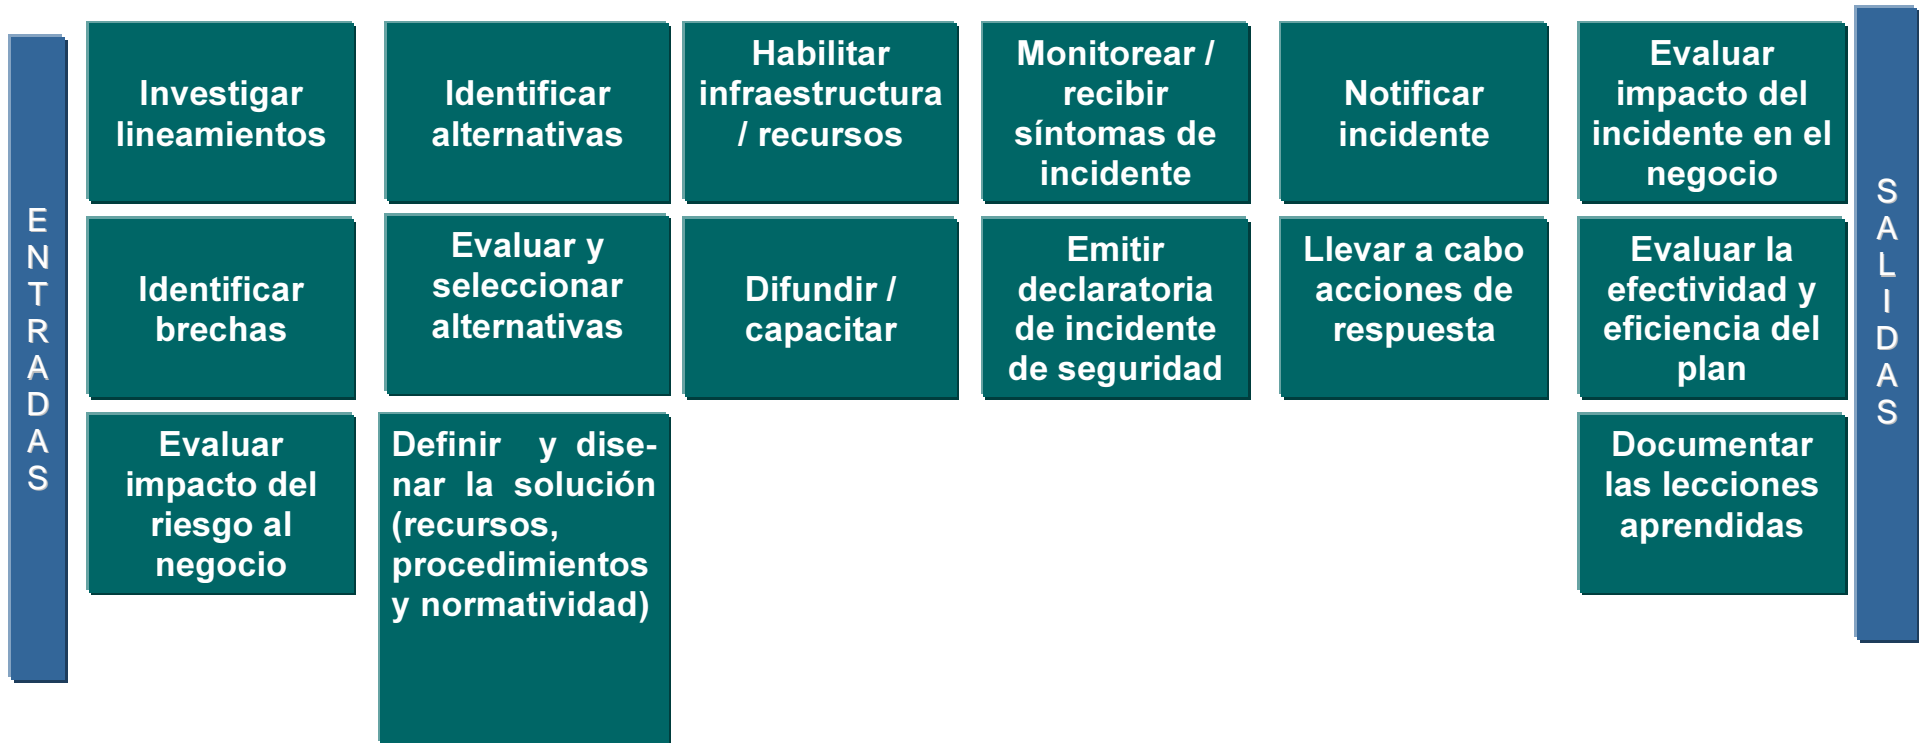 ENTRADAS
Investigar
lineamientos
Identificar
brechas
Evaluar
impacto del
riesgo al
negocio
Identificar
alternativas
Evaluar y
seleccionar
alternativas
Definir y dise-
nar la solución
(recursos,
procedimientos
y normatividad)
Habilitar
infraestructura
/ recursos
Difundir /
capacitar
Monitorear /
recibir
síntomas de
incidente
Emitir
declaratoria
de incidente
de seguridad
Notificar
incidente
Llevar a cabo
acciones de
respuesta
Evaluar
impacto del
incidente en el
negocio
Evaluar la
efectividad y
eficiencia del
plan
Documentar
las lecciones
aprendidas
SALIDAS